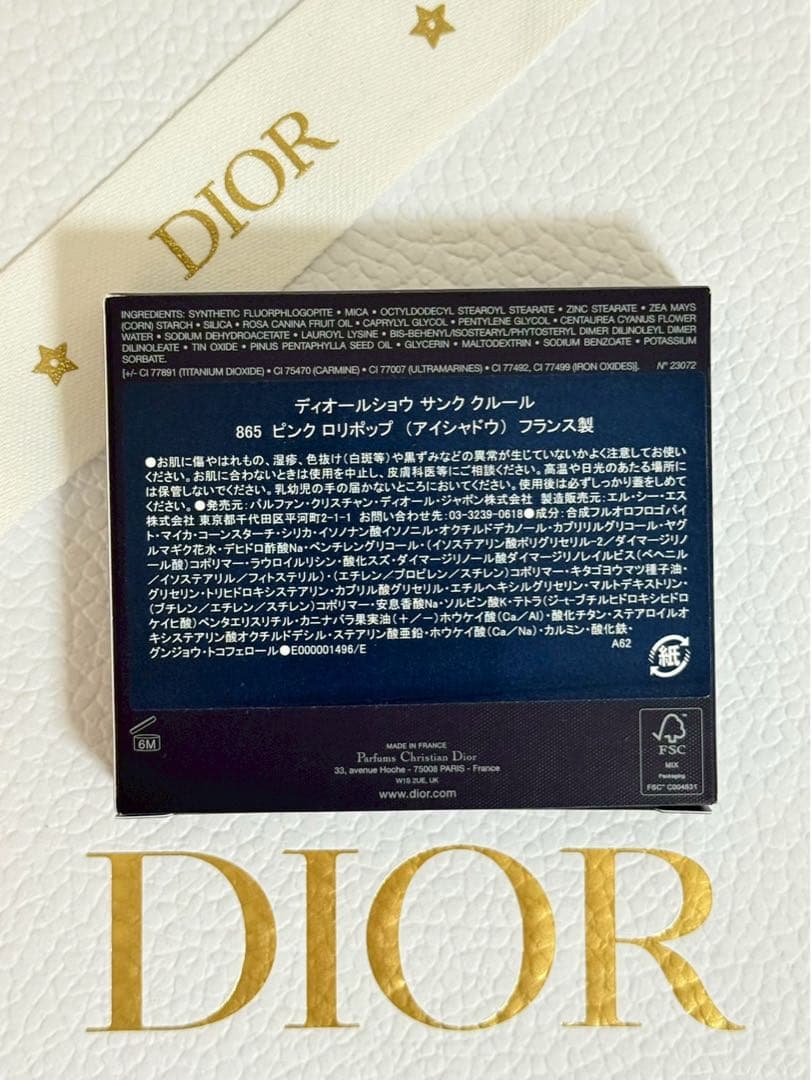 DIOR
INGREDIENTS: SYNTHETIC FLUORPHLOGOPITE • MICA • OCTYLDODECYL STEAROYL STEARATE • ZINC STEARATE • ZEA MAYS
(CORN) STARCH • SILICA • ROSA CANINA FRUIT OIL • CAPRYLYL GLYCOL • PENTYLENE GLYCOL • CENTAUREA CYANUS FLOWER
WATER • SODIUM DEHYDROACETATE • LAUROYL LYSINE • BIS-BEHENYL/ISOSTEARYL/PHYTOSTERYL DIMER DILINOLEYL DIMER
DILINOLEATE • TIN OXIDE • PINUS PENTAPHYLLA SEED OIL • GLYCERIN • MALTODEXTRIN • SODIUM BENZOATE • POTASSIUM
SORBATE.
[+/- CI 77891 (TITANIUM DIOXIDE) • CI 75470 (CARMINE) • CI 77007 (ULTRAMARINES) • CI 77492, CI 77499 (IRON OXIDES)]. N° 23072
ディオールショウ サンク クルール
865 ピンク ロリポップ (アイシャドウ) フランス製
●お肌に傷やはれもの、湿疹、色抜け(白斑等)や黒ずみなどの異常が生じていないかよく注意してお使い
ください。お肌に合わないときは使用を中止し、皮膚科医等にご相談ください。高温や日光のあたる場所に
は保管しないでください。乳幼児の手の届かないところにおいてください。使用後は必ずしっかり蓋をしめて
ください。●発売元:パルファン・クリスチャン・ディオール・ジャポン株式会社 製造販売元:エル・シー・エス
株式会社 東京都千代田区平河町2-1-1 お問い合わせ先:03-3239-0618●成分:合成フルオロフロゴパイ
ト・マイカ・コーンスターチ・シリカ・イソノナン酸イソノニル・オクチルドデカノール・カプリリルグリコール・ヤグ
ルマギク花水・デヒドロ酢酸Na・ペンチレングリコール・(イソステアリン酸ポリグリセリル-2/ダイマージリノ
ール酸)コポリマー・ラウロイルリシン・酸化スズ・ダイマージリノール酸ダイマージリノレイルビス(ベヘニル
/イソステアリル/フィトステリル)・(エチレン/プロピレン/スチレン)コポリマー・キタゴヨウマツ種子油・
グリセリン・トリヒドロキシステアリン・カプリル酸グリセリル・エチルヘキシルグリセリン・マルトデキストリン・
(ブチレン/エチレン/スチレン)コポリマー・安息香酸Na・ソルビン酸K・テトラ(ジ-t-ブチルヒドロキシヒドロ
ケイヒ酸)ペンタエリスリチル・カニナバラ果実油(+/-)ホウケイ酸(Ca/Al)・酸化チタン・ステアロイルオ
キシステアリン酸オクチルドデシル・ステアリン酸亜鉛・ホウケイ酸(Ca/Na)・カルミン・酸化鉄・
グンジョウ・トコフェロール●E000001496/E A62
紙
6M
MADE IN FRANCE
Parfums Christian Dior
33, avenue Hoche - 75008 PARIS - France
W1S 2UE, UK
www.dior.com
FSC
MIX
Packaging
FSC™ C004631
DIOR